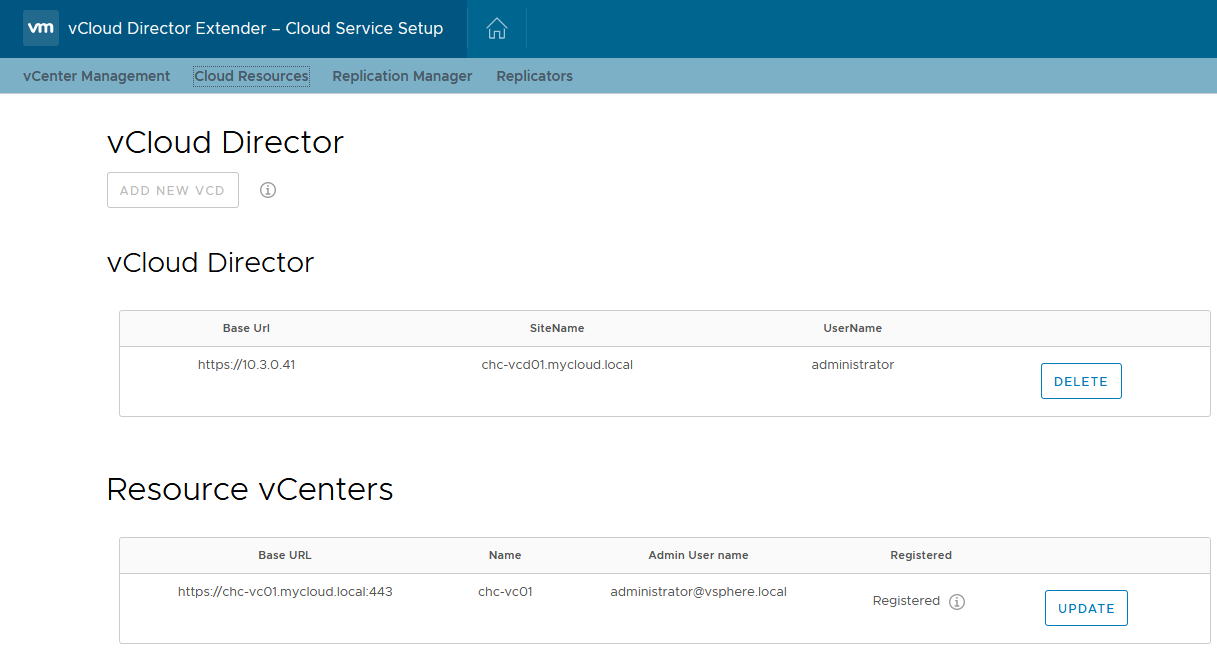 vm vCloud Director Extender – Cloud Service Setup
vCenter Management Cloud Resources Replication Manager Replicators
vCloud Director
ADD NEW VCD
vCloud Director
Base Url SiteName UserName
https://10.3.0.41 chc-vcd01.mycloud.local administrator
DELETE
Resource vCenters
Base URL Name Admin User name Registered
https://chc-vc01.mycloud.local:443 chc-vc01 administrator@vsphere.local Registered
UPDATE